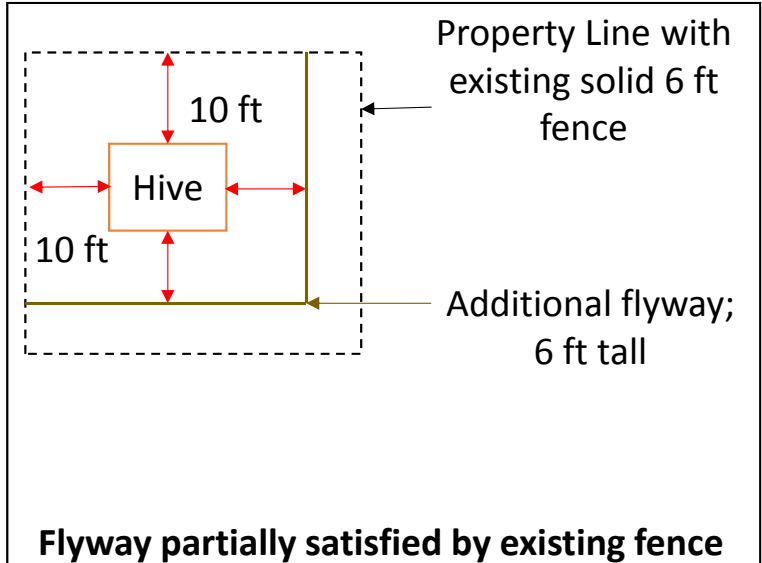 Property Line with
existing solid 6 ft
fence
10 ft
Hive
10 ft
Additional flyway;
6 ft tall
Flyway partially satisfied by existing fence